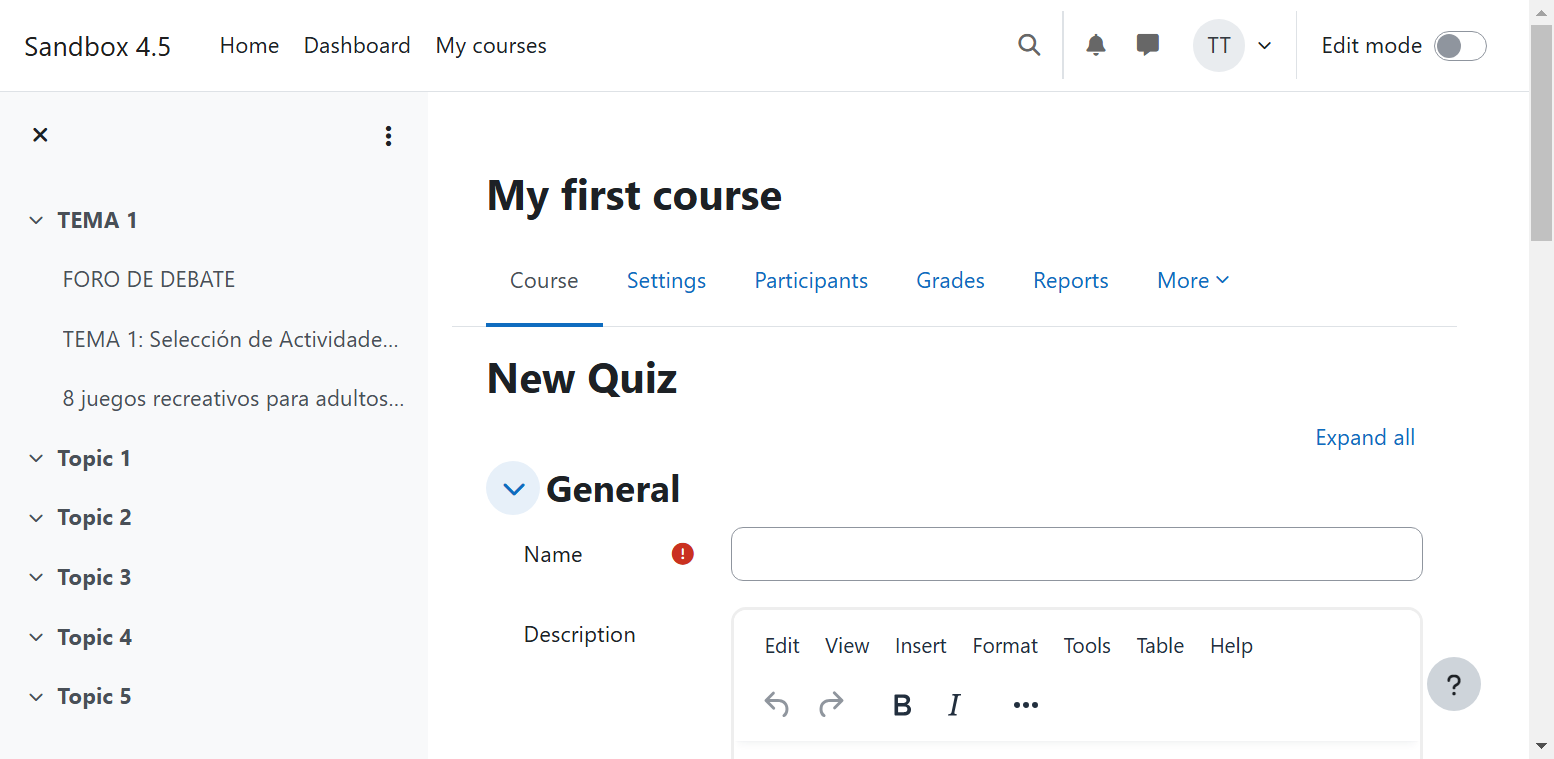 Sandbox 4.5 Home Dashboard My courses TT Edit mode
TEMA 1
FORO DE DEBATE
TEMA 1: Selección de Actividade...
8 juegos recreativos para adultos...
Topic 1
Topic 2
Topic 3
Topic 4
Topic 5
My first course
Course Settings Participants Grades Reports More
New Quiz
Expand all
General
Name
Description
Edit View Insert Format Tools Table Help
B I
?